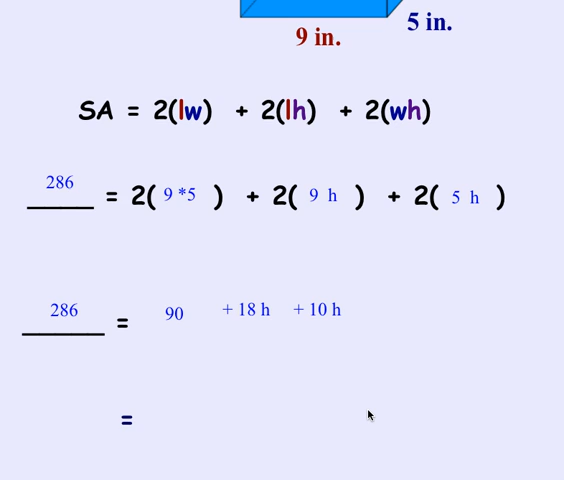 5 in.
9 in.
SA = 2(lw) + 2(lh) + 2(wh)
286 = 2( 9 *5 ) + 2( 9 h ) + 2( 5 h )
286 = 90 + 18 h + 10 h
=